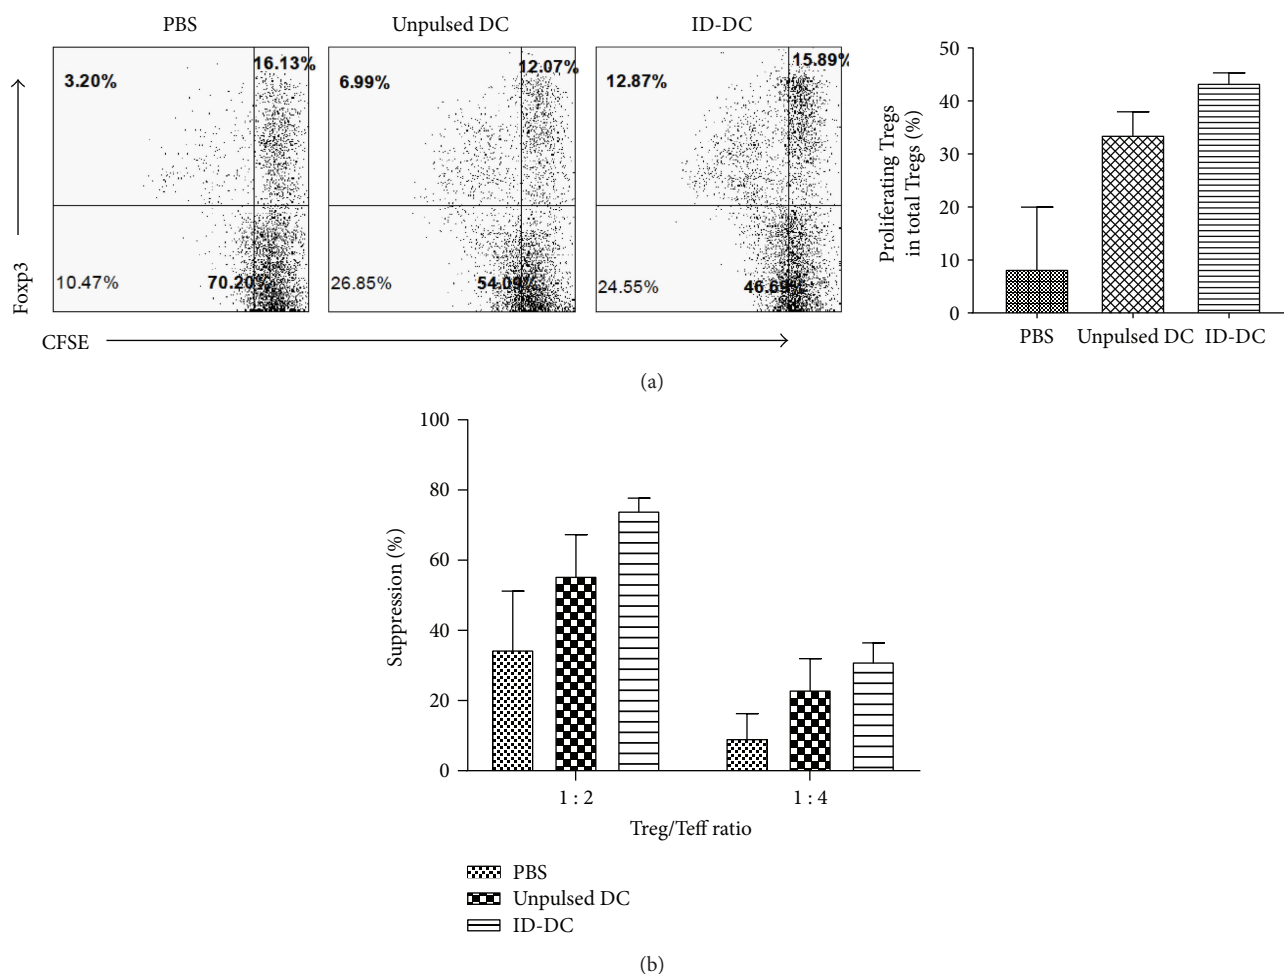 PBS
Unpulsed DC
ID-DC
3.20%
16.13%
10.47%
70.20%
6.99%
12.07%
26.85%
54.09%
12.87%
15.89%
24.55%
46.69%
Foxp3
CFSE
Proliferating Tregs
in total Tregs (%)
50
40
30
20
10
0
PBS
Unpulsed DC
ID-DC
(a)
Suppression (%)
100
80
60
40
20
0
1 : 2
1 : 4
Treg/Teff ratio
PBS
Unpulsed DC
ID-DC
(b)